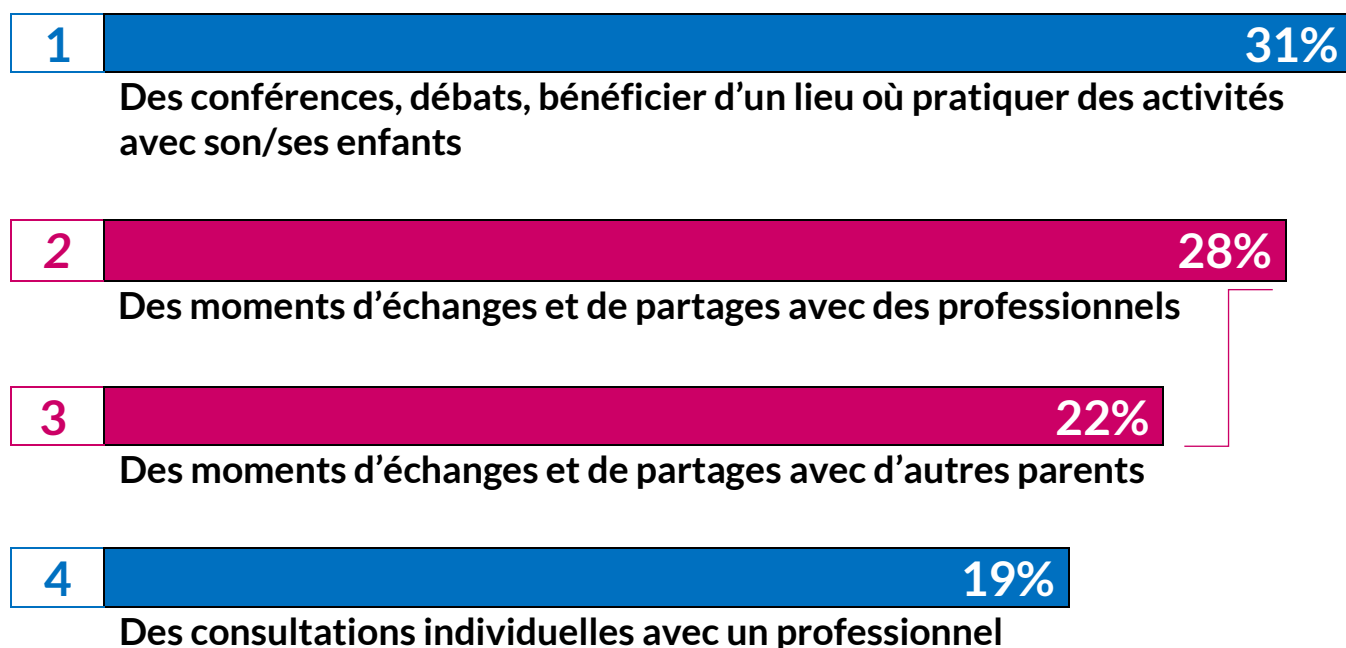 1
31%
Des conférences, débats, bénéficier d’un lieu où pratiquer des activités
avec son/ses enfants
2
28%
Des moments d’échanges et de partages avec des professionnels
3
22%
Des moments d’échanges et de partages avec d’autres parents
4
19%
Des consultations individuelles avec un professionnel